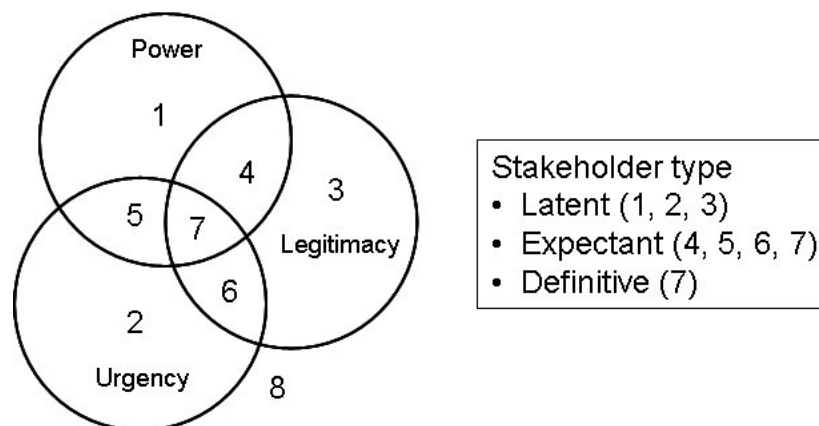 Power
1
4
3
5
7
Legitimacy
6
2
Urgency
8
Stakeholder type
• Latent (1, 2, 3)
• Expectant (4, 5, 6, 7)
• Definitive (7)